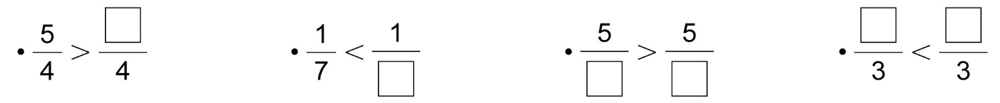 • 5/4 > □/4 • 1/7 < 1/□ • 5/□ > 5/□ • □/3 < □/3